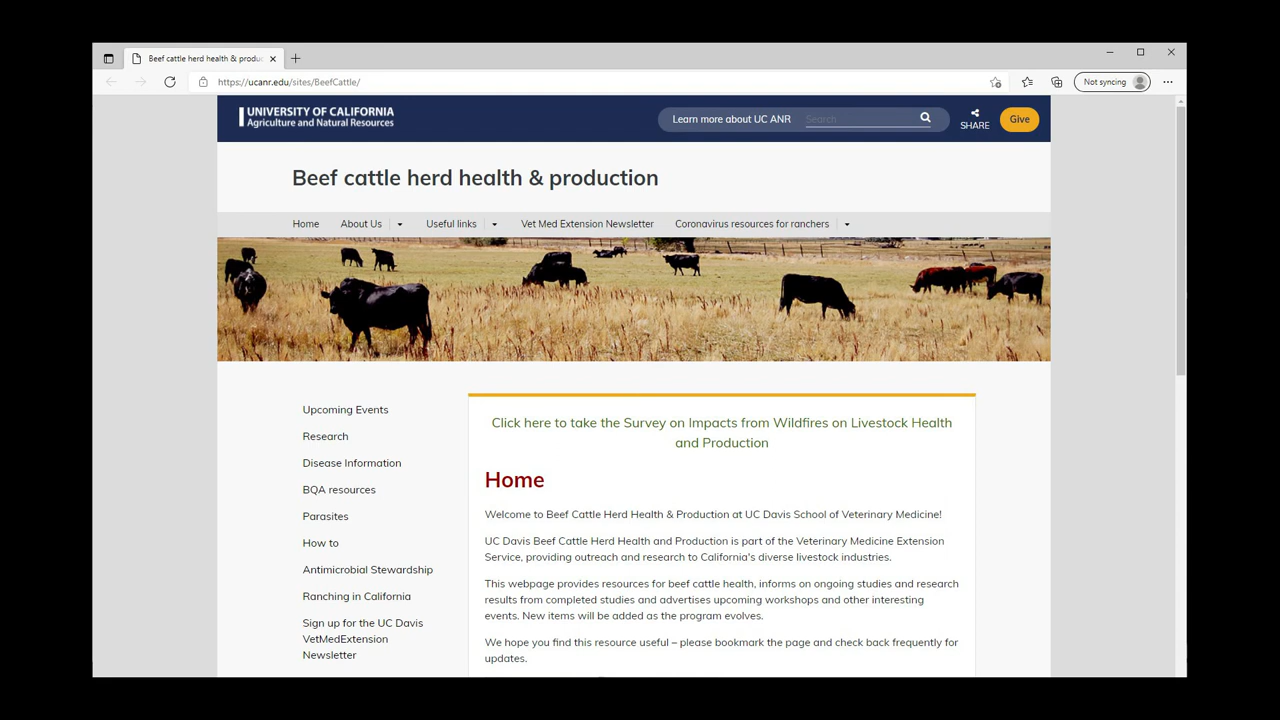 Beef cattle herd health & produc
https://ucanr.edu/sites/BeefCattle/
Not syncing
UNIVERSITY OF CALIFORNIA
Agriculture and Natural Resources
Learn more about UC ANR
Search
SHARE
Give
Beef cattle herd health & production
Home
About Us
Useful links
Vet Med Extension Newsletter
Coronavirus resources for ranchers
Upcoming Events
Research
Disease Information
BQA resources
Parasites
How to
Antimicrobial Stewardship
Ranching in California
Sign up for the UC Davis
VetMedExtension
Newsletter
Click here to take the Survey on Impacts from Wildfires on Livestock Health
and Production
Home
Welcome to Beef Cattle Herd Health & Production at UC Davis School of Veterinary Medicine!
UC Davis Beef Cattle Herd Health and Production is part of the Veterinary Medicine Extension
Service, providing outreach and research to California's diverse livestock industries.
This webpage provides resources for beef cattle health, informs on ongoing studies and research
results from completed studies and advertises upcoming workshops and other interesting
events. New items will be added as the program evolves.
We hope you find this resource useful – please bookmark the page and check back frequently for
updates.